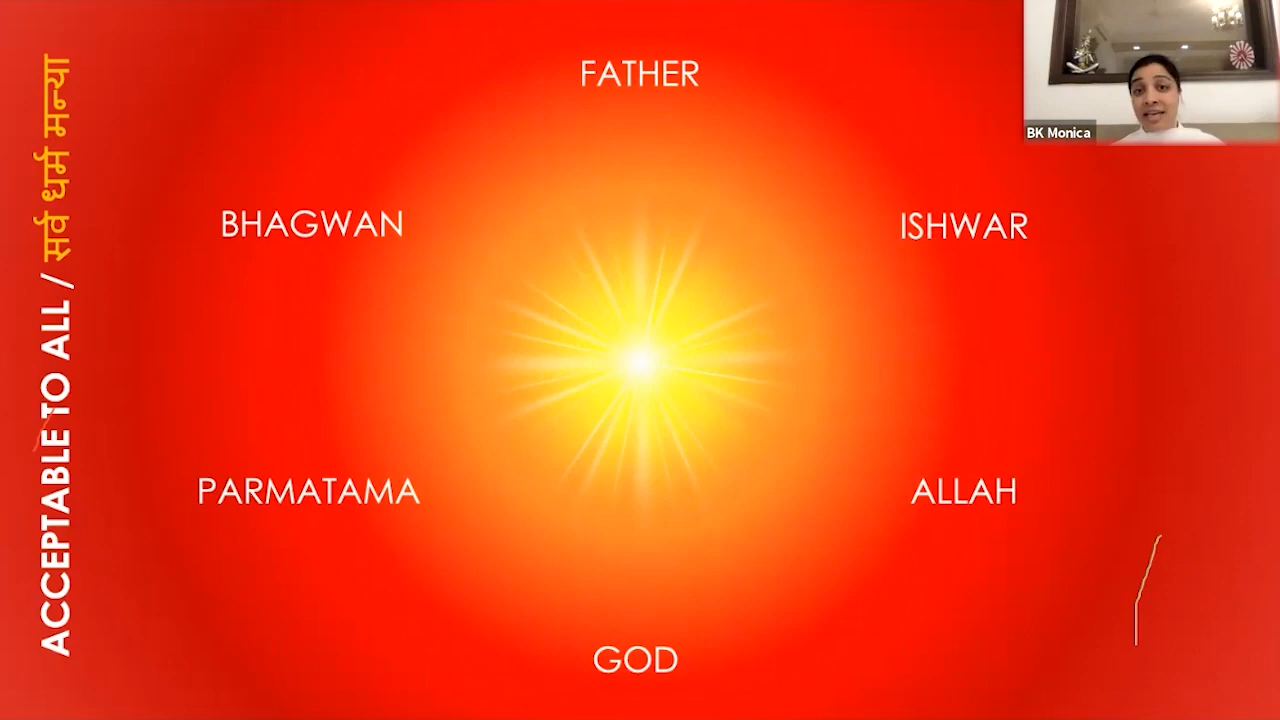 FATHER
BK Monica
BHAGWAN
ISHWAR
ACCEPTABLE TO ALL / सर्व धर्म मन्या
PARMATAMA
ALLAH
GOD